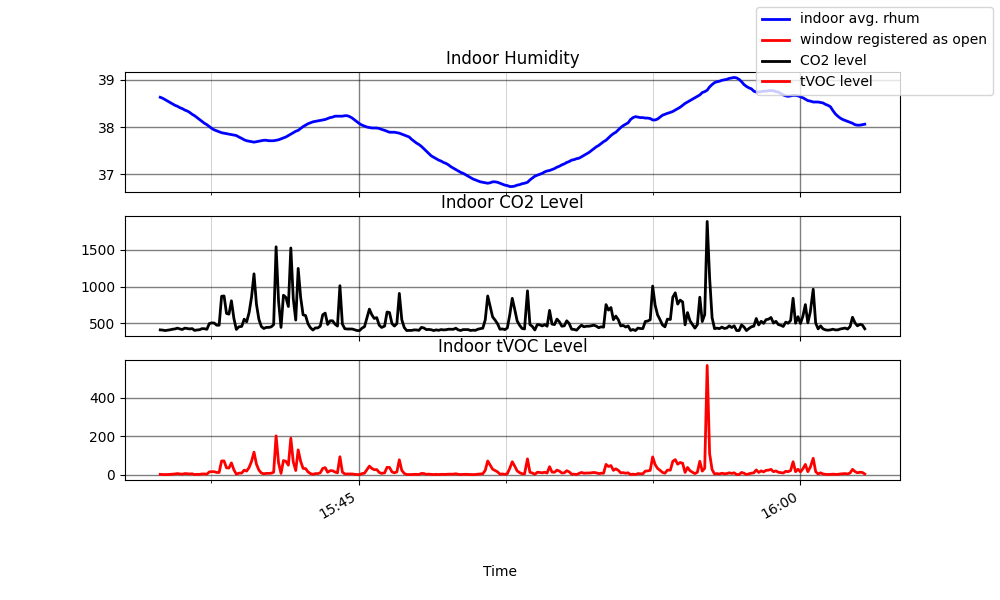 indoor avg. rhum
window registered as open
CO2 level
tVOC level
Indoor Humidity
39
38
37
Indoor CO2 Level
1500
1000
500
Indoor tVOC Level
400
200
0
15:45
16:00
Time